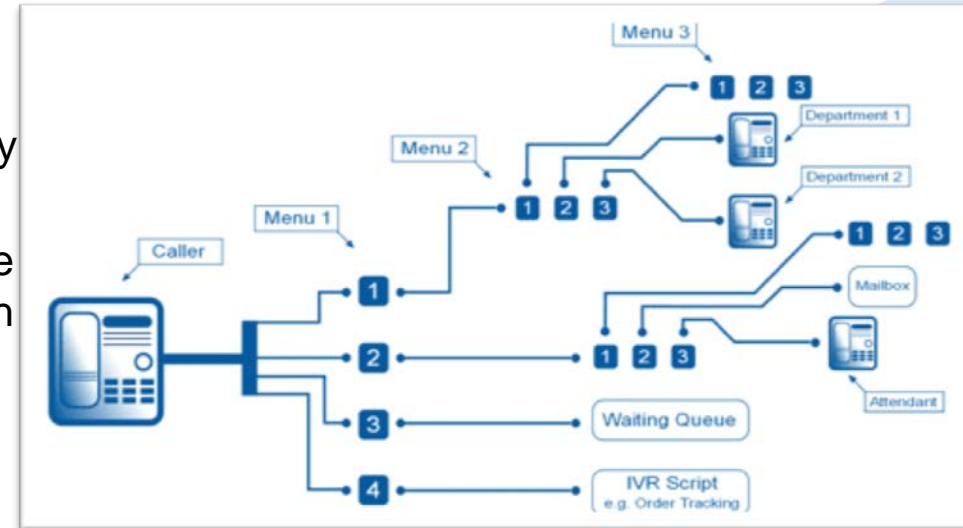 y
e
n
Menu 3
1 2 3
Department 1
Menu 2
Department 2
1 2 3
Menu 1
Caller
1 2 3
1
Mailbox
2
1 2 3
Attendant
3
Waiting Queue
4
IVR Script
e.g. Order Tracking